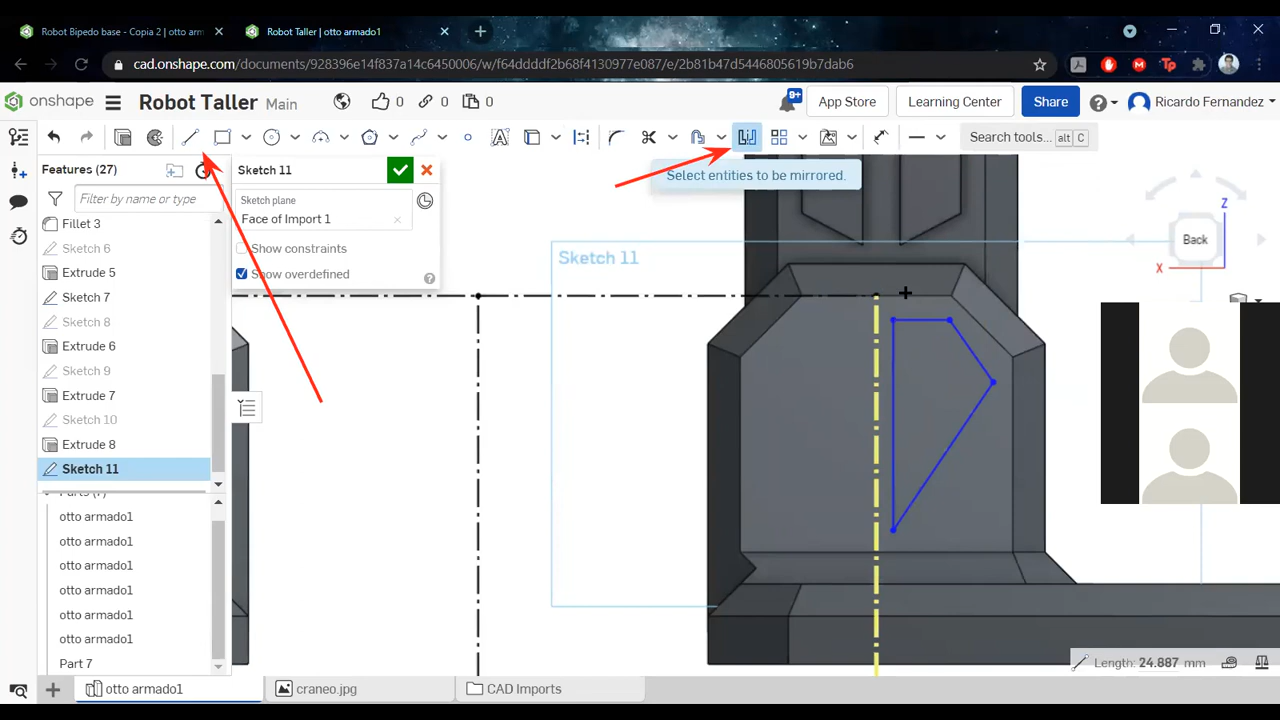 Robot Bipedo base - Copia 2 | otto arm
Robot Taller | otto armado1
cad.onshape.com/documents/928396e14f837a14c6450006/w/f64ddddf2b68f4130977e087/e/2b81b47d5446805619b7dab6
onshape
Robot Taller
Main
0
0
0
9+
App Store
Learning Center
Share
Ricardo Fernandez
Search tools...
alt
C
Features (27)
Filter by name or type
Fillet 3
Sketch 6
Extrude 5
Sketch 7
Sketch 8
Extrude 6
Sketch 9
Extrude 7
Sketch 10
Extrude 8
Sketch 11
Parts (7)
otto armado1
otto armado1
otto armado1
otto armado1
otto armado1
otto armado1
Part 7
Sketch 11
Sketch plane
Face of Import 1
Show constraints
Show overdefined
Select entities to be mirrored.
Sketch 11
Z
Back
X
Length: 24.887 mm
otto armado1
craneo.jpg
CAD Imports